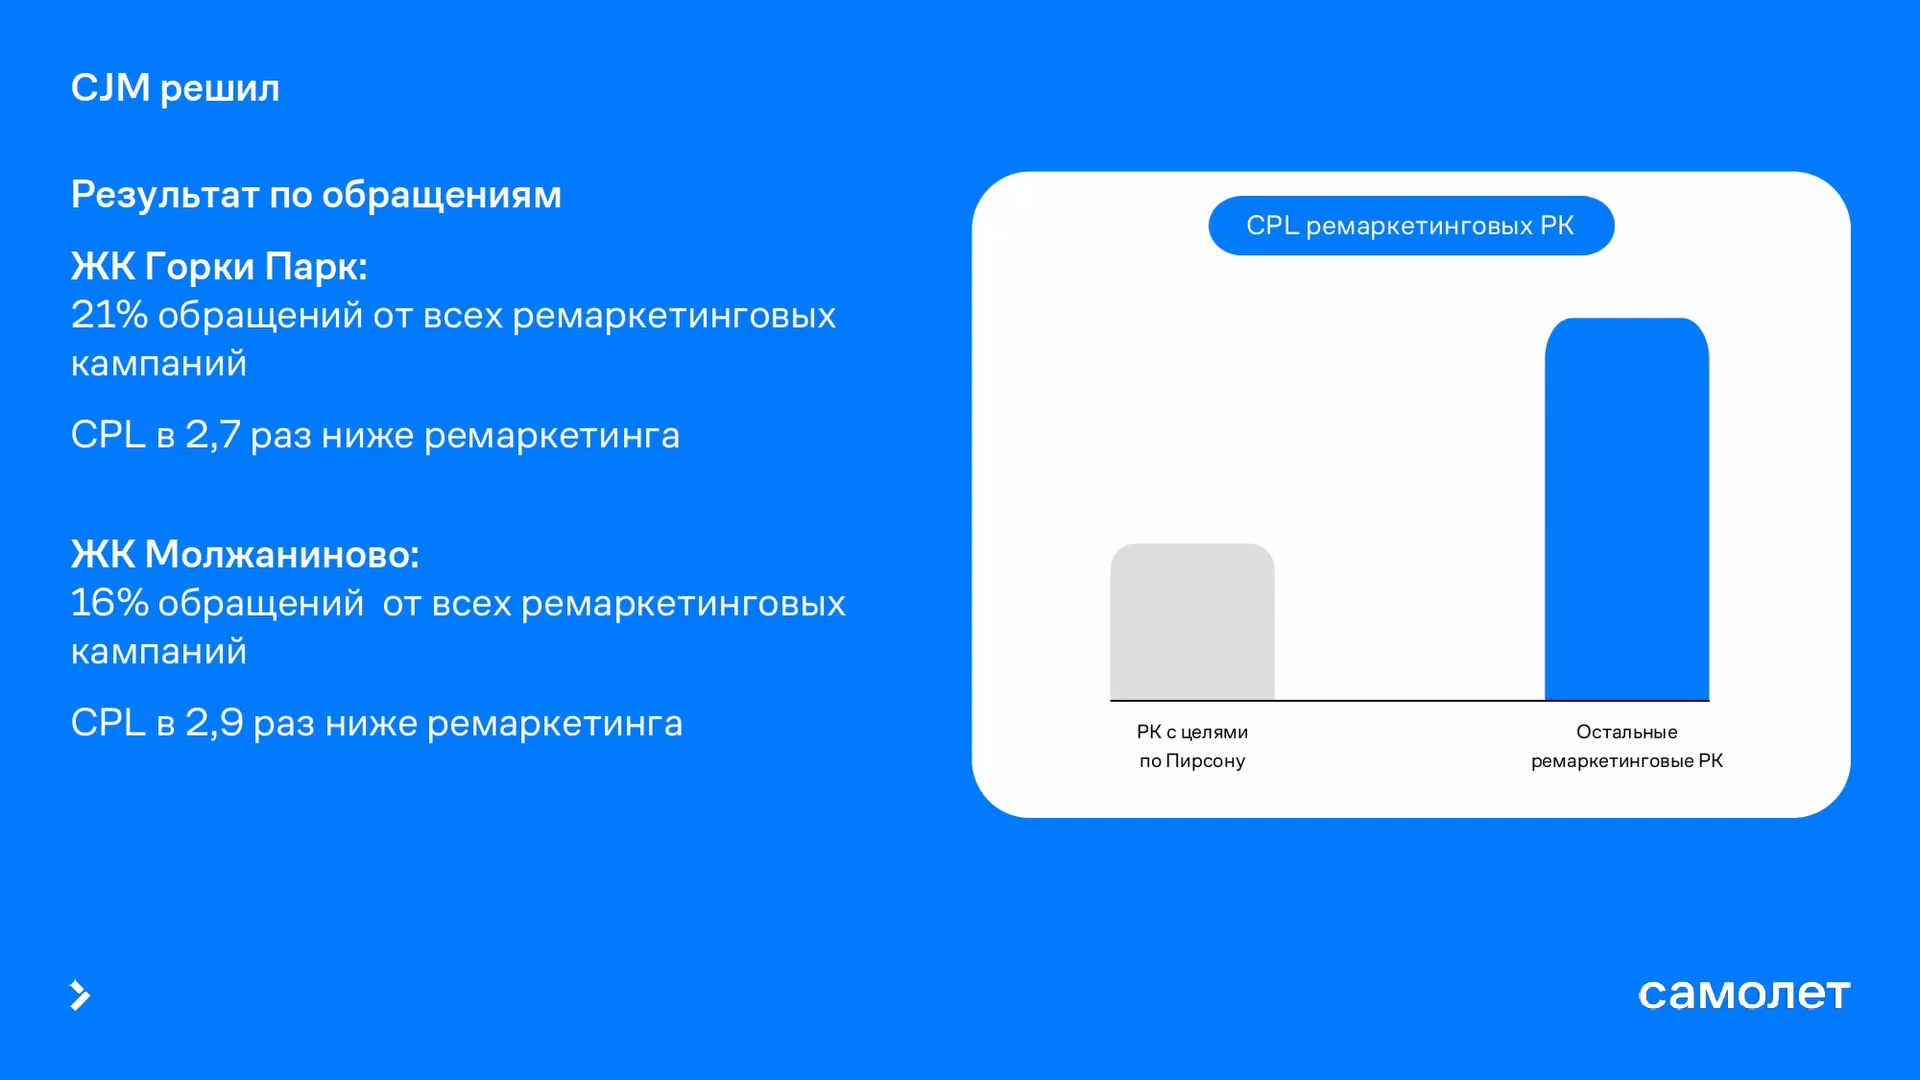 CJM решил
Результат по обращениям
ЖК Горки Парк:
21% обращений от всех ремаркетинговых
кампаний
CPL в 2,7 раз ниже ремаркетинга
ЖК Молжаниново:
16% обращений от всех ремаркетинговых
кампаний
CPL в 2,9 раз ниже ремаркетинга
CPL ремаркетинговых РК
РК с целями
по Пирсону
Остальные
ремаркетинговые РК
самолет